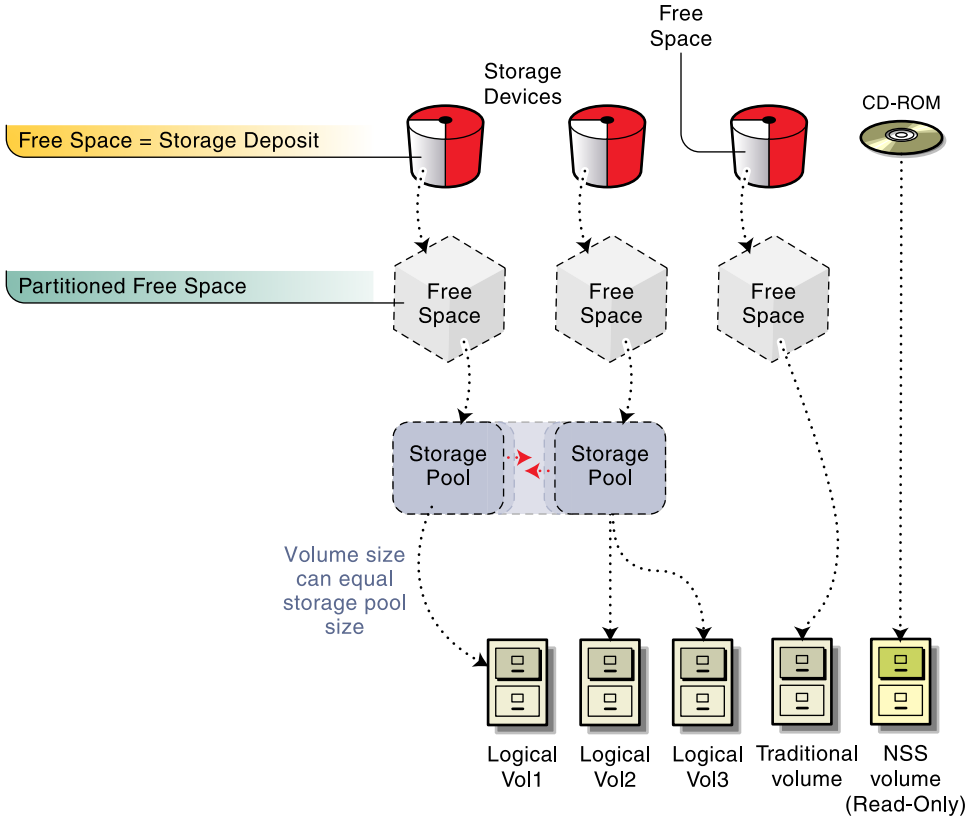 Free
Space
Storage
Devices
CD-ROM
Free Space = Storage Deposit
Partitioned Free Space
Free
Space
Free
Space
Free
Space
Storage
Pool
Storage
Pool
Volume size
can equal
storage pool
size
Logical
Vol1
Logical
Vol2
Logical
Vol3
Traditional
volume
NSS
volume
(Read-Only)